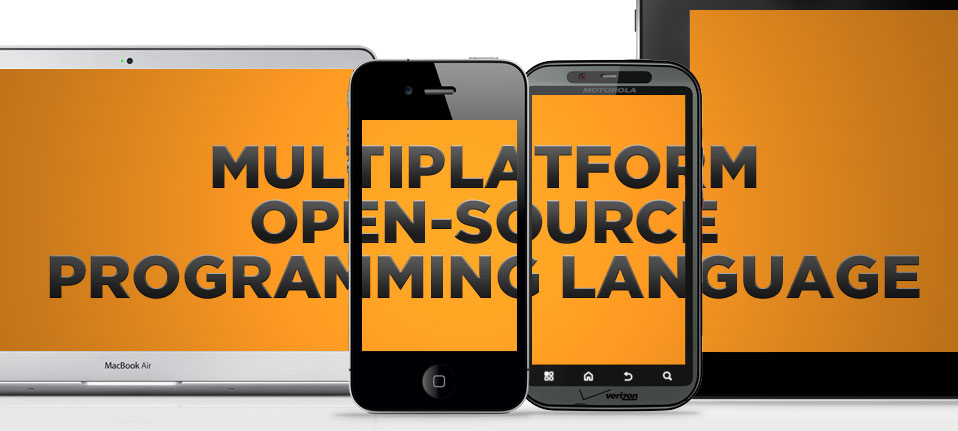 MULTIPLATFORM
OPEN-SOURCE
PROGRAMMING LANGUAGE
MOTOROLA
MacBook Air
verizon